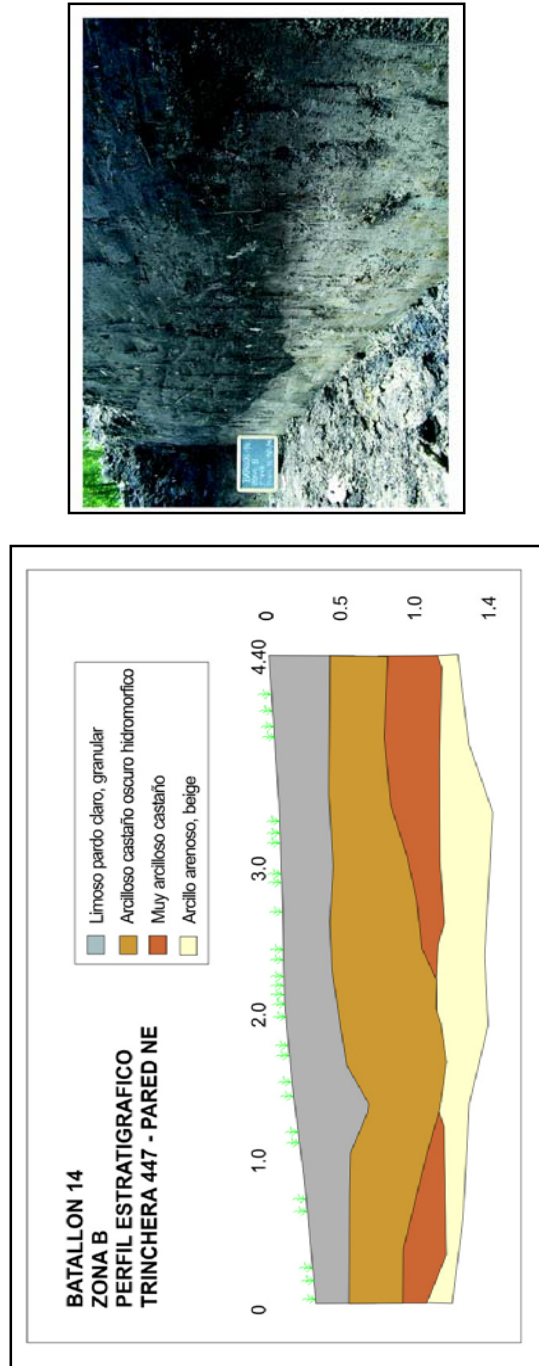 BATALLON 14
ZONA B
PERFIL ESTRATIGRAFICO
TRINCHERA 447 - PARED NE
Limoso pardo claro, granular
Arcilloso castaño oscuro hidromorfico
Muy arcilloso castaño
Arcillo arenoso, beige
0
1.0
2.0
3.0
4.40
0
0.5
1.0
1.4